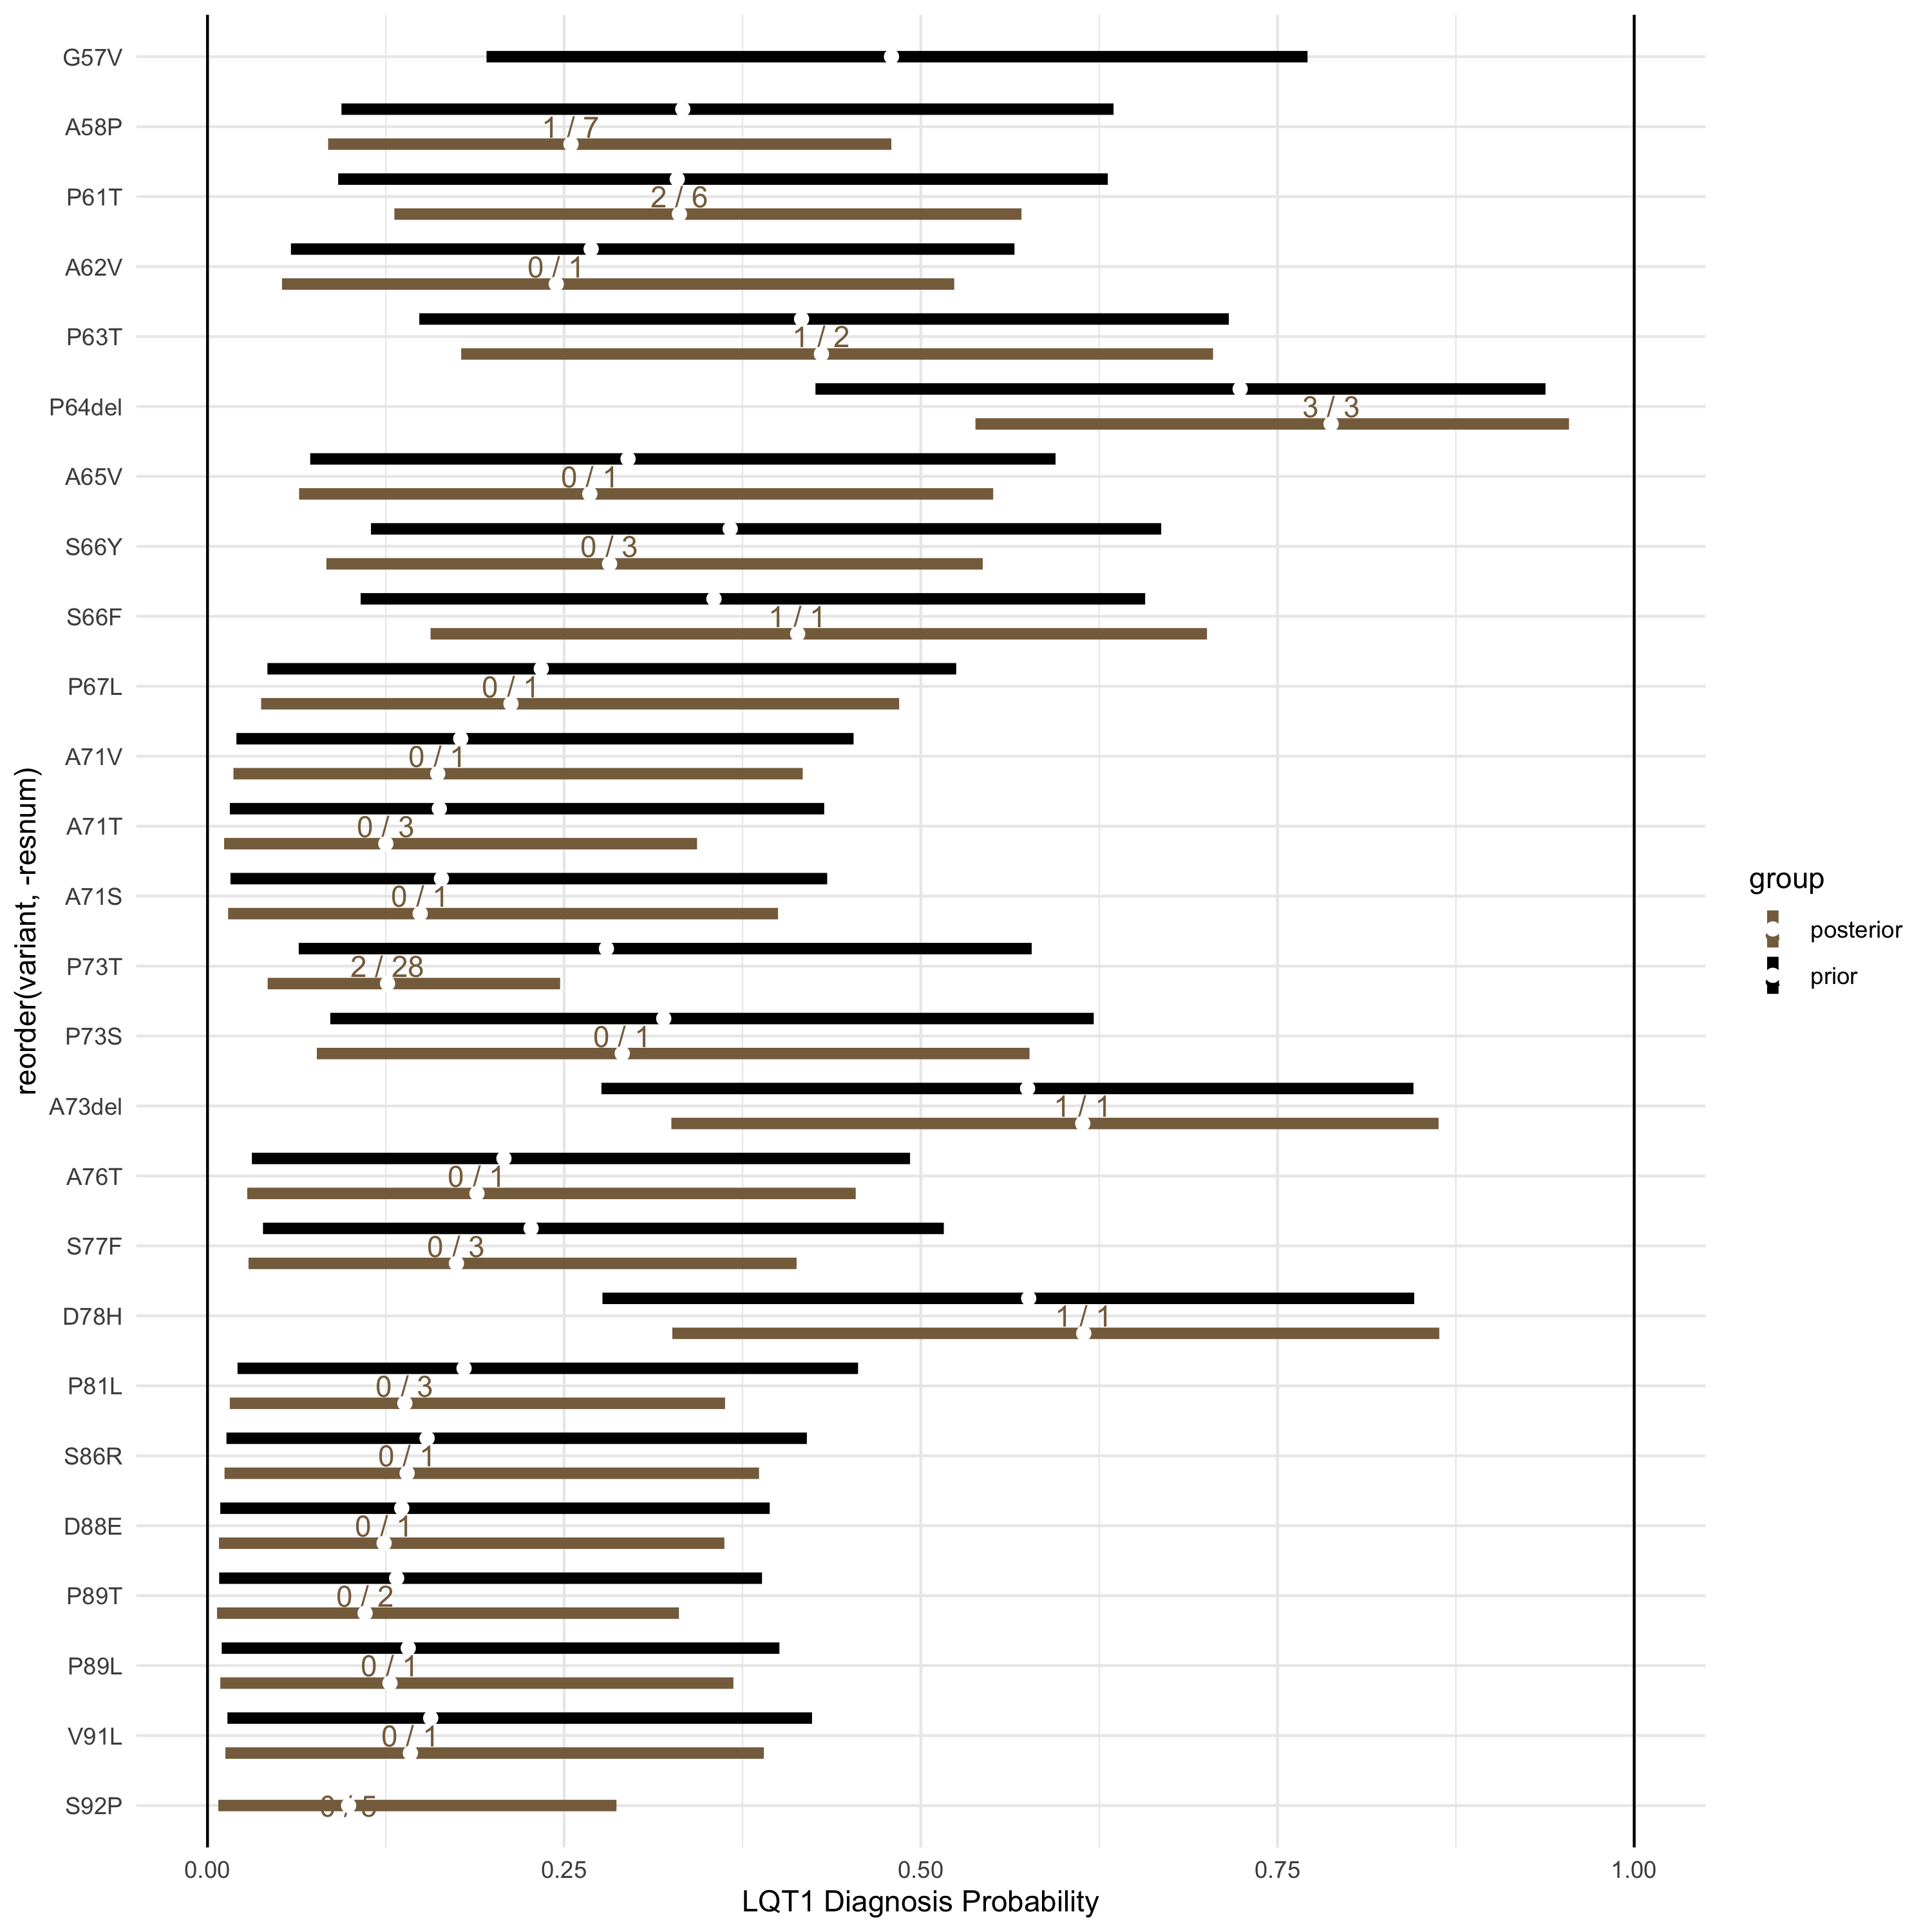 G57V
A58P
1 / 7
P61T
2 / 6
A62V
0 / 1
P63T
1 / 2
P64del
3 / 3
A65V
0 / 1
S66Y
0 / 3
S66F
1 / 1
P67L
0 / 1
A71V
0 / 1
A71T
0 / 3
A71S
0 / 1
P73T
2 / 28
P73S
0 / 1
A73del
1 / 1
A76T
0 / 1
S77F
0 / 3
D78H
1 / 1
P81L
0 / 3
S86R
0 / 1
D88E
0 / 1
P89T
0 / 2
P89L
0 / 1
V91L
0 / 1
S92P
0 / 5
0.00 0.25 0.50 0.75 1.00
LQT1 Diagnosis Probability
reorder(variant, -resnum)
group
posterior
prior